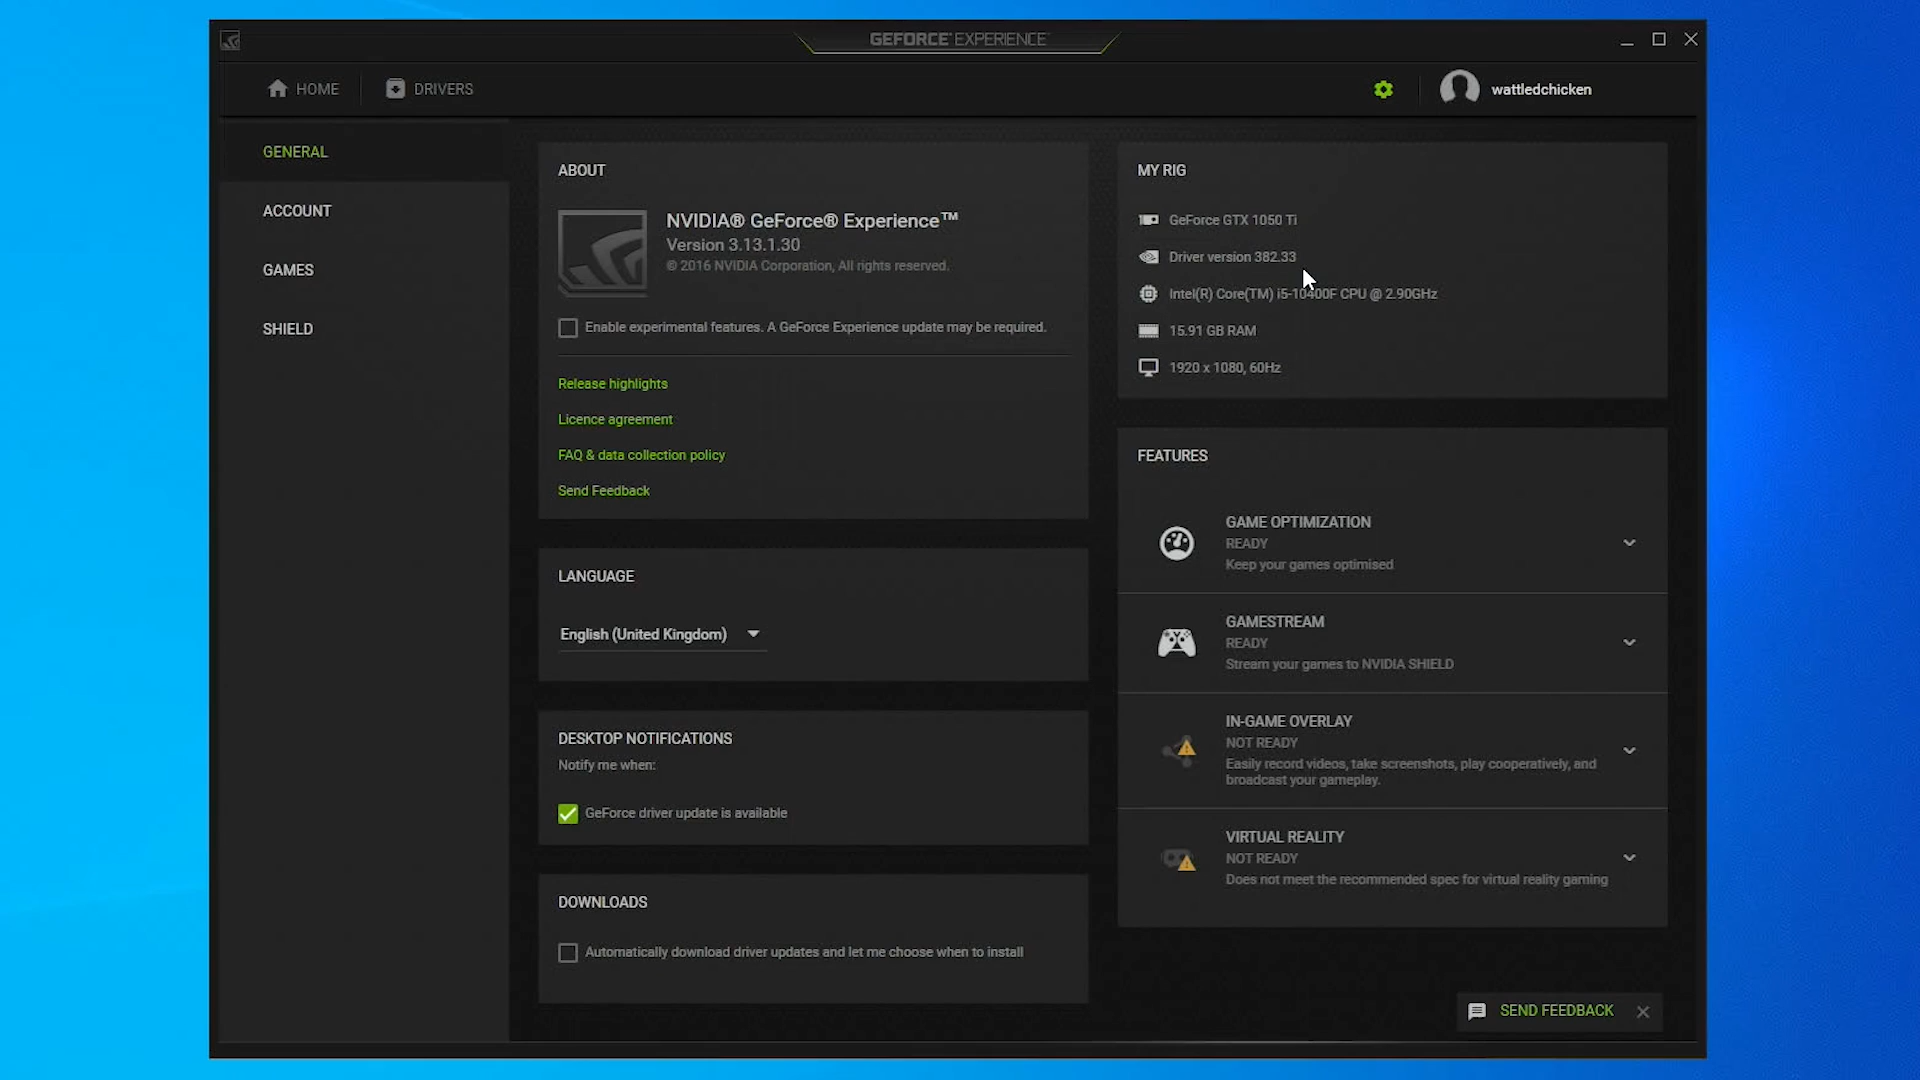 GEFORCE® EXPERIENCE™
HOME
DRIVERS
wattledchicken
GENERAL
ACCOUNT
GAMES
SHIELD
ABOUT
NVIDIA® GeForce® Experience™
Version 3.13.1.30
© 2016 NVIDIA Corporation, All rights reserved.
Enable experimental features. A GeForce Experience update may be required.
Release highlights
Licence agreement
FAQ & data collection policy
Send Feedback
LANGUAGE
English (United Kingdom)
DESKTOP NOTIFICATIONS
Notify me when:
GeForce driver update is available
DOWNLOADS
Automatically download driver updates and let me choose when to install
MY RIG
GeForce GTX 1050 Ti
Driver version 382.33
Intel(R) Core(TM) i5-10400F CPU @ 2.90GHz
15.91 GB RAM
1920 x 1080, 60Hz
FEATURES
GAME OPTIMIZATION
READY
Keep your games optimised
GAMESTREAM
READY
Stream your games to NVIDIA SHIELD
IN-GAME OVERLAY
NOT READY
Easily record videos, take screenshots, play cooperatively, and
broadcast your gameplay.
VIRTUAL REALITY
NOT READY
Does not meet the recommended spec for virtual reality gaming
SEND FEEDBACK